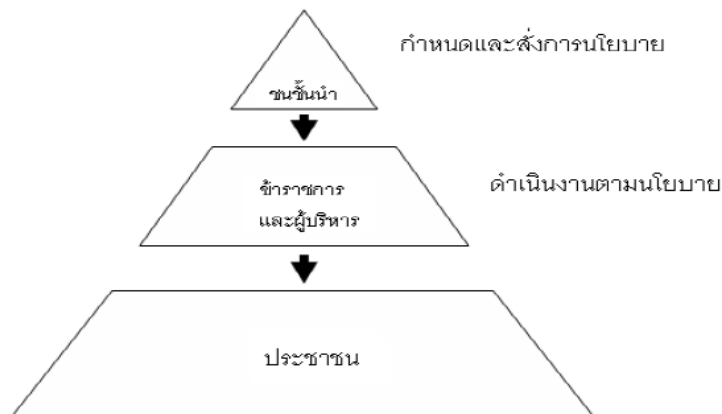 กำหนดและสั่งการนโยบาย
ชนชั้นนำ
ดำเนินงานตามนโยบาย
ข้าราชการ
และผู้บริหาร
ประชาชน